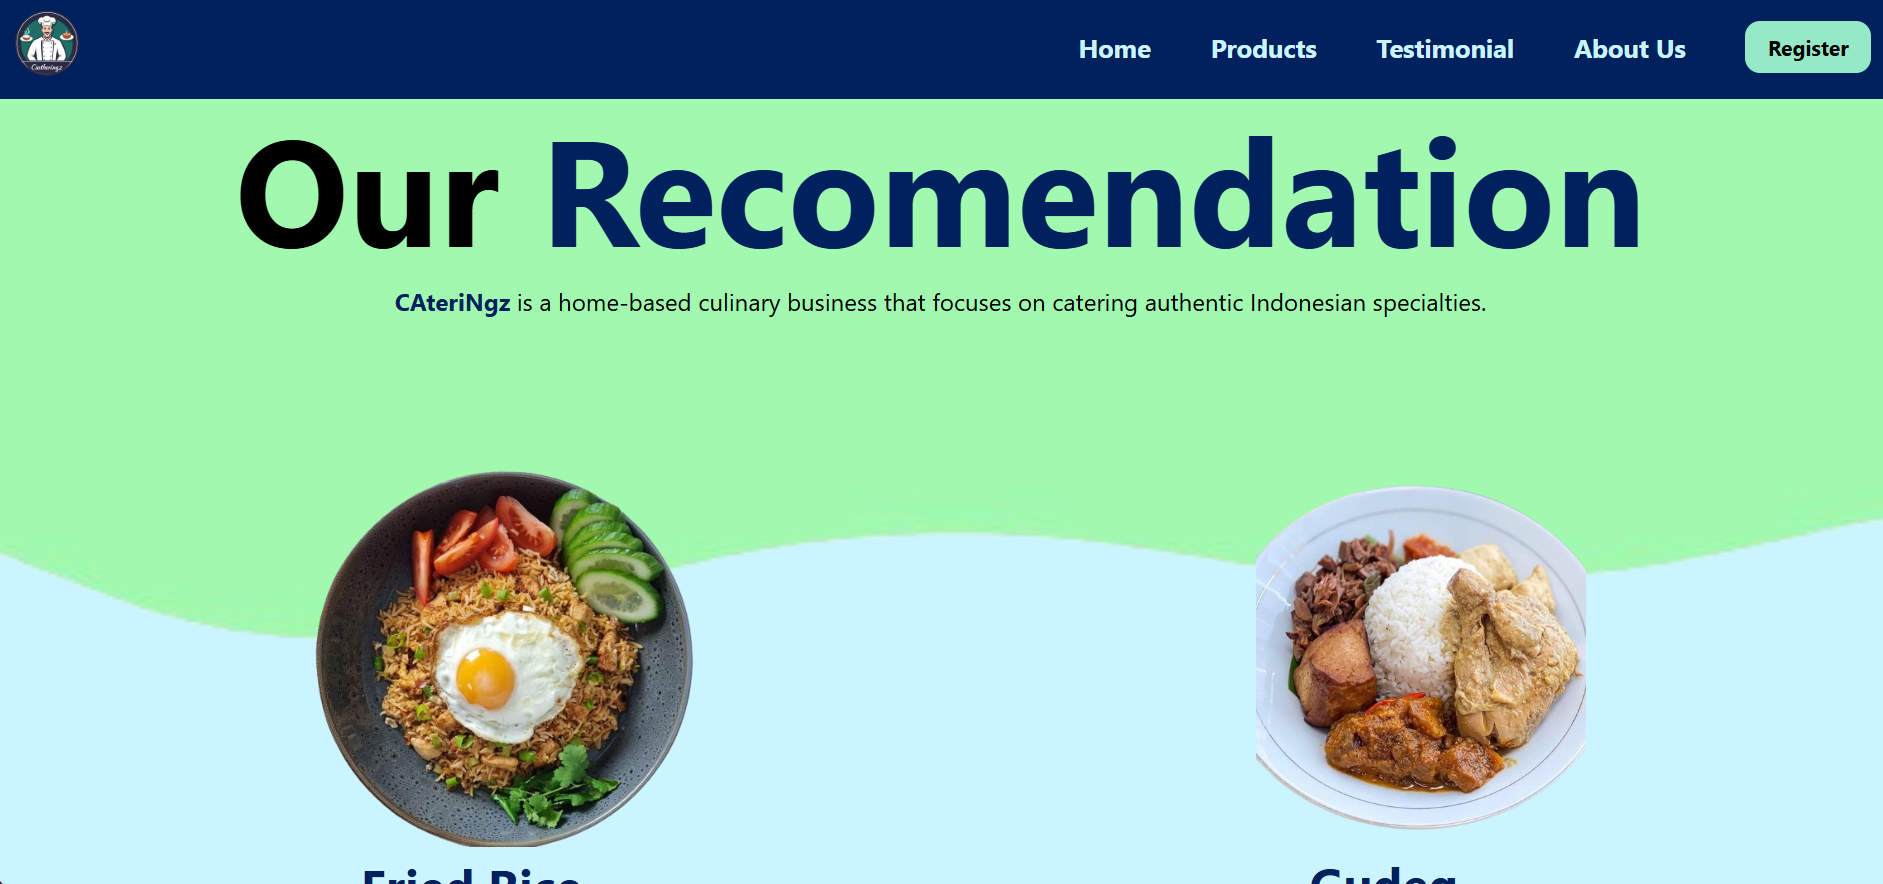 Home Products Testimonial About Us Register
Our Recomendation
CAteriNgz is a home-based culinary business that focuses on catering authentic Indonesian specialties.
Fried Rice
Gudeg